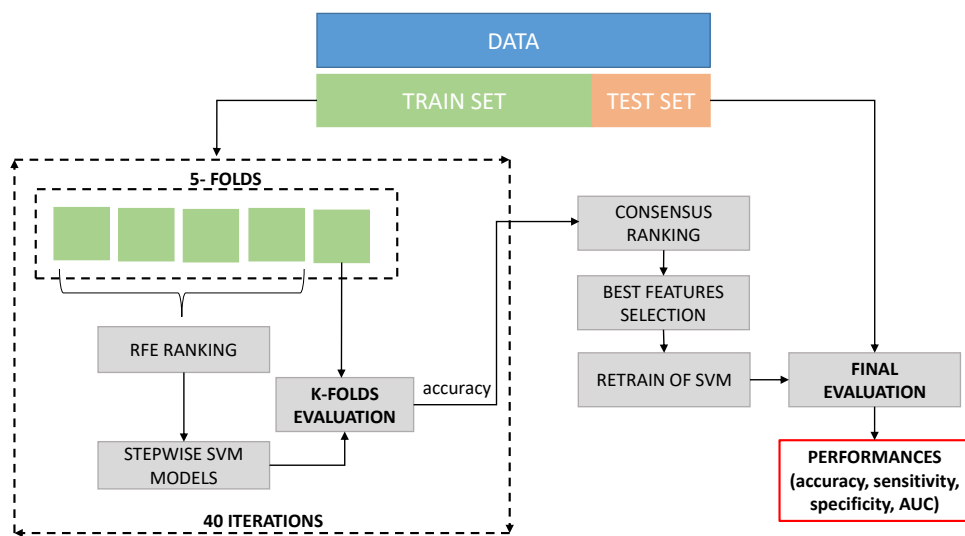 DATA
TRAIN SET
TEST SET
5- FOLDS
RFE RANKING
STEPWISE SVM
MODELS
K-FOLDS
EVALUATION
40 ITERATIONS
accuracy
CONSENSUS
RANKING
BEST FEATURES
SELECTION
RETRAIN OF SVM
FINAL
EVALUATION
PERFORMANCES
(accuracy, sensitivity,
specificity, AUC)